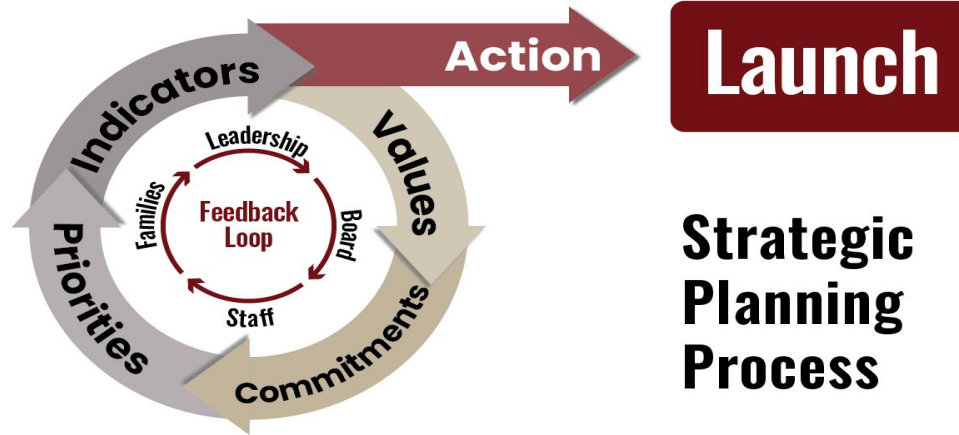 Action
Launch
Indicators
Values
Commitments
Priorities
Leadership
Board
Staff
Families
Feedback
Loop
Strategic
Planning
Process